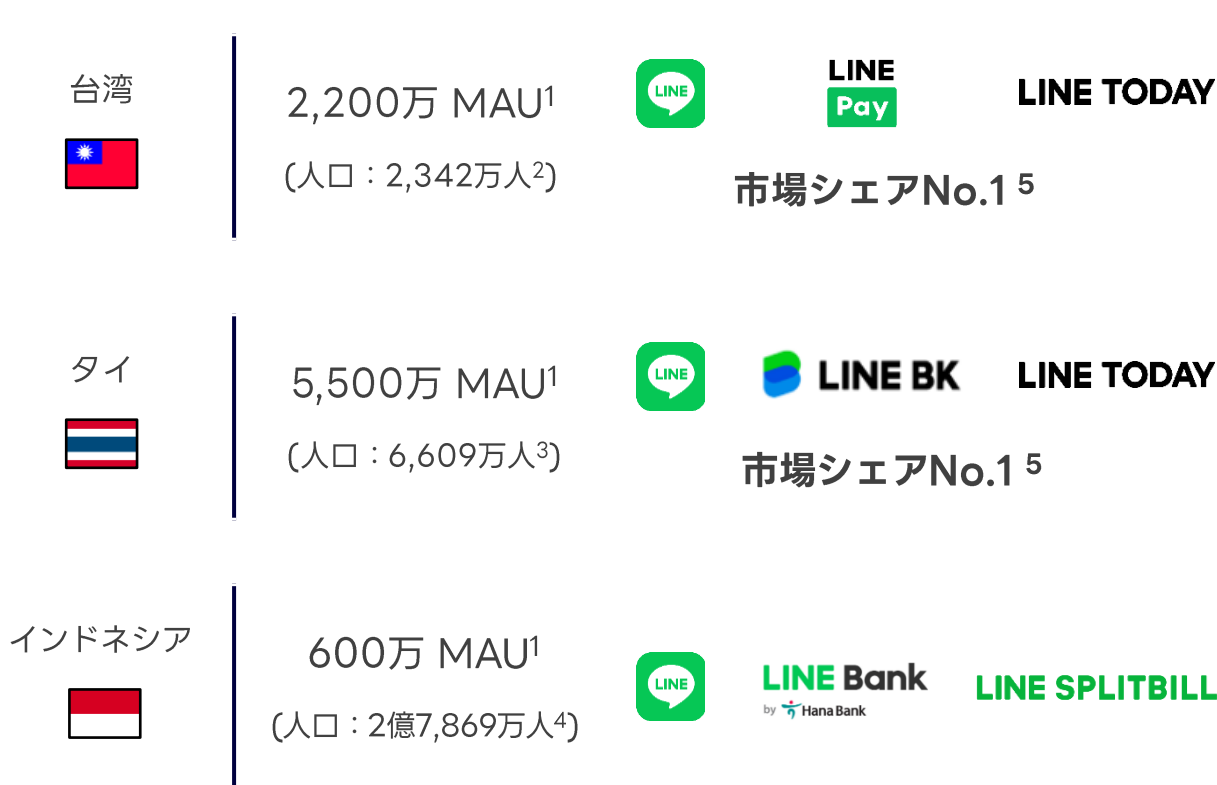 台湾
2,200万 MAU1
(人口：2,342万人2)
LINE
LINE
Pay
LINE TODAY
市場シェアNo.1 5
タイ
5,500万 MAU1
(人口：6,609万人3)
LINE
LINE BK
LINE TODAY
市場シェアNo.1 5
インドネシア
600万 MAU1
(人口：2億7,869万人4)
LINE
LINE Bank
by Hana Bank
LINE SPLITBILL